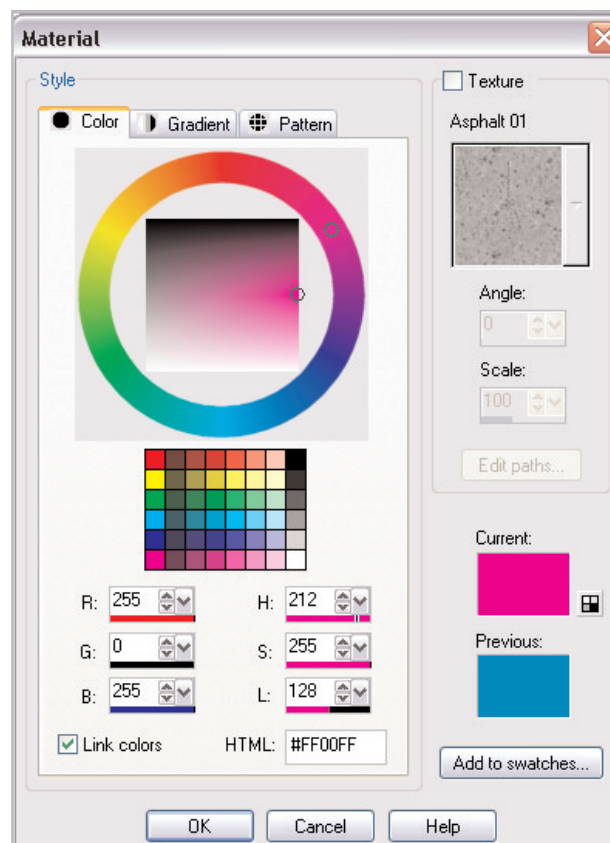 Material
Style
Color
Gradient
Pattern
Texture
Asphalt 01
Angle:
0
Scale:
100
Edit paths...
R: 255
H: 212
G: 0
S: 255
B: 255
L: 128
Link colors
HTML: #FF00FF
Current:
Previous:
Add to swatches...
OK
Cancel
Help